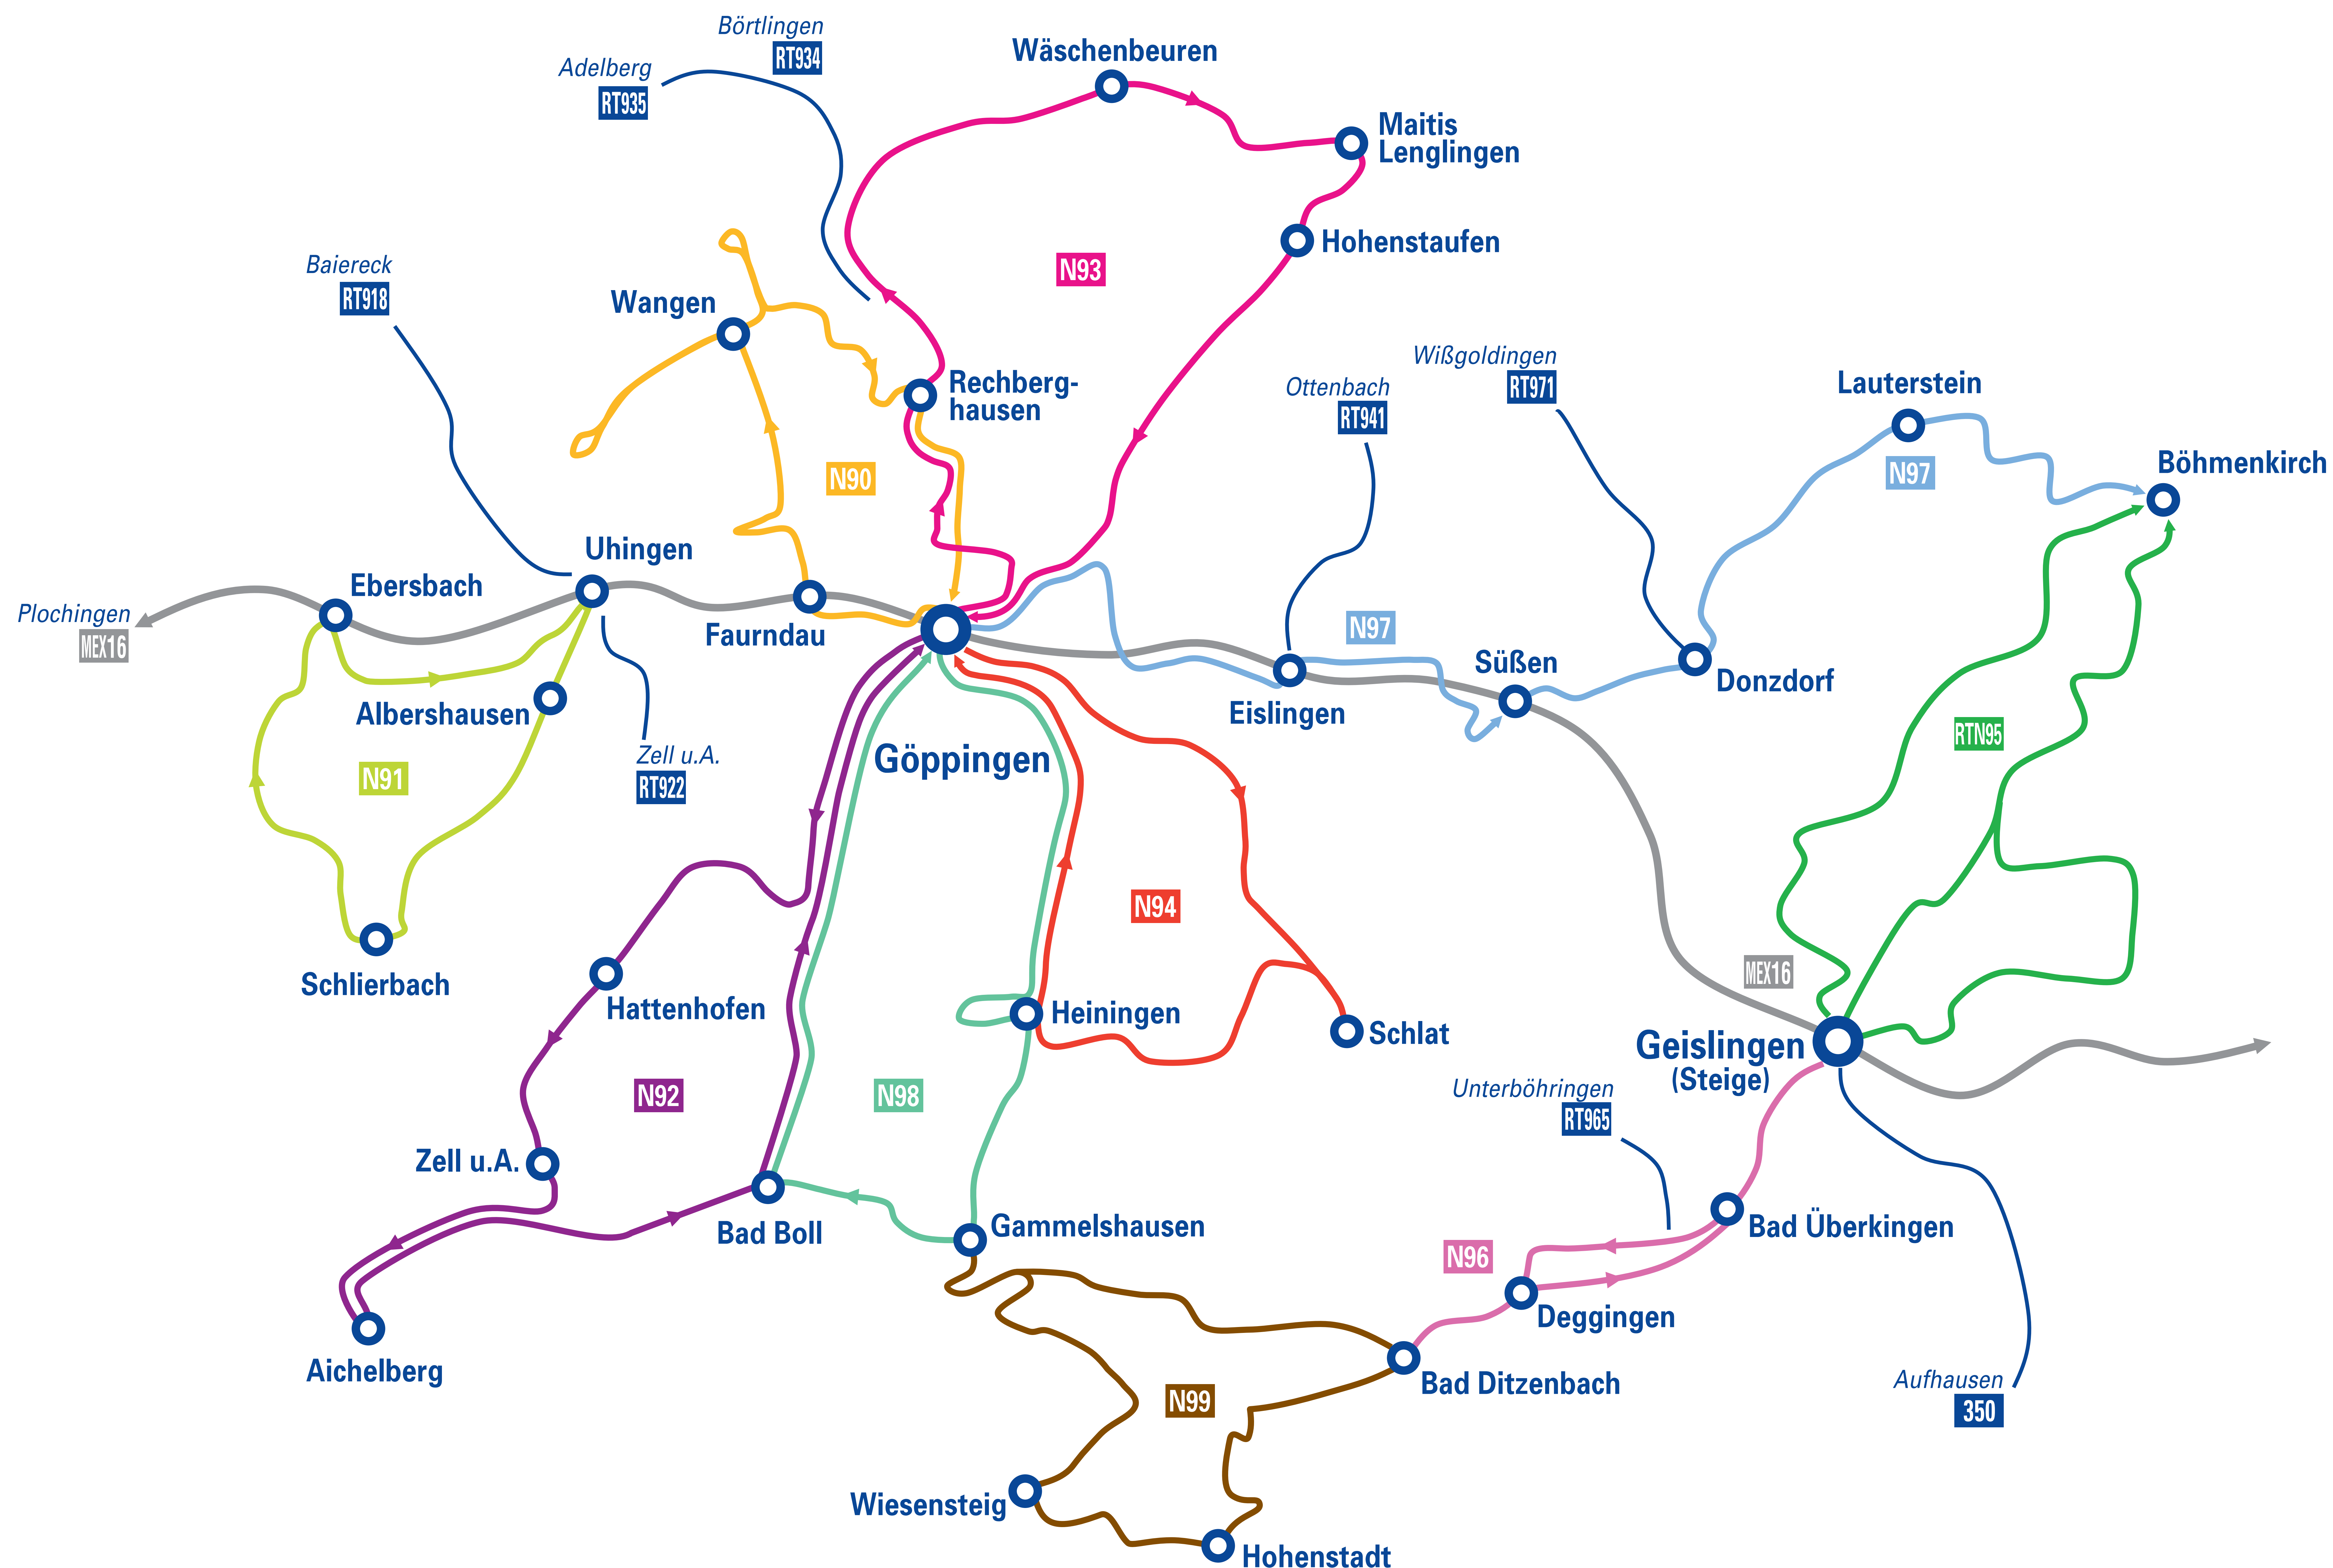 Börtlingen
RT934
Adelberg
RT935
Wäschenbeuren
Maitis
Lenglingen
Hohenstaufen
N93
Baiereck
RT918
Wangen
Rechberg-
hausen
N90
Wißgoldingen
RT971
Ottenbach
RT941
Lauterstein
N97
Böhmenkirch
Uhingen
Ebersbach
Plochingen
MEX16
Faurndau
N97
Süßen
Donzdorf
Eislingen
Albershausen
N91
Zell u.A.
RT922
Göppingen
RTN95
N94
MEX16
Schlierbach
Hattenhofen
Heiningen
Schlat
Geislingen
(Steige)
N92
N98
Unterböhringen
RT965
Zell u.A.
Bad Boll
Gammelshausen
Bad Überkingen
N96
Deggingen
Aichelberg
Bad Ditzenbach
N99
Aufhausen
350
Wiesensteig
Hohenstadt